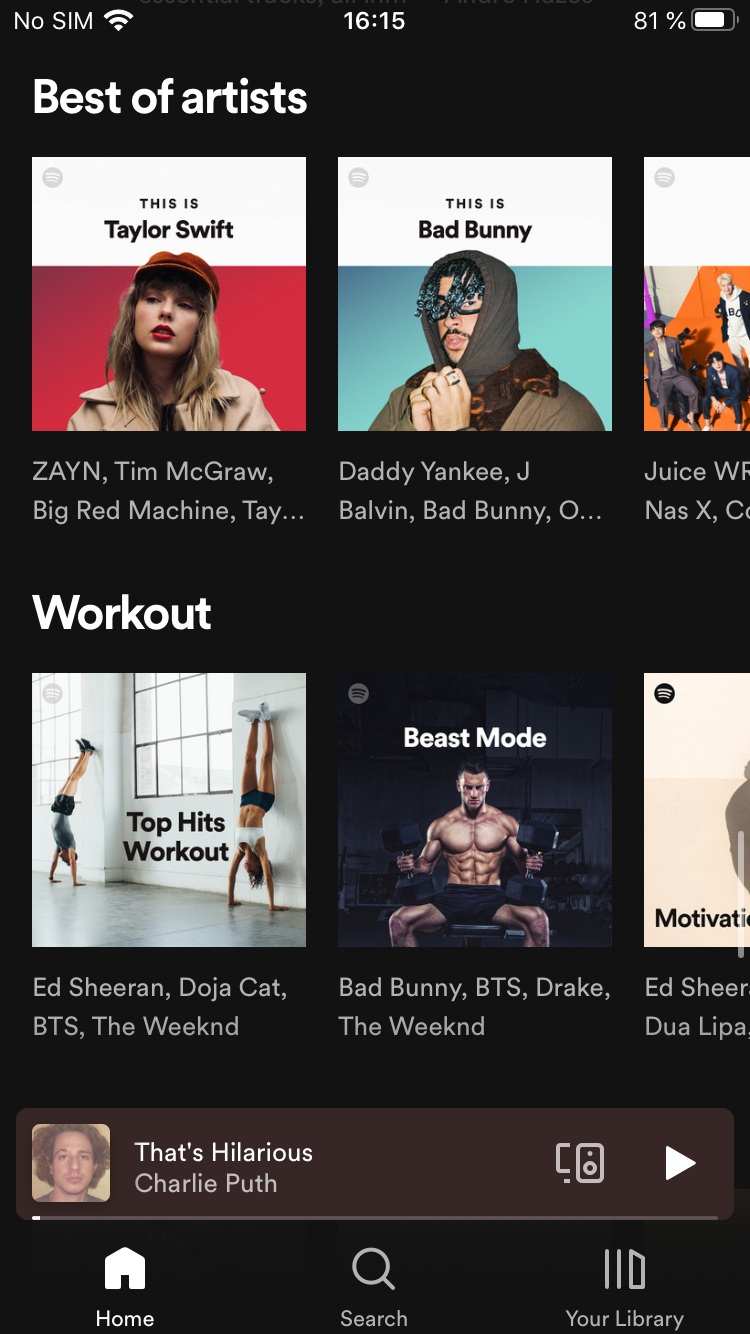 No SIM 16:15 81 %
Best of artists
THIS IS
Taylor Swift
THIS IS
Bad Bunny
ZAYN, Tim McGraw,
Big Red Machine, Tay...
Daddy Yankee, J
Balvin, Bad Bunny, O...
Juice WR
Nas X, Co
Workout
Top Hits
Workout
Beast Mode
Motivatio
Ed Sheeran, Doja Cat,
BTS, The Weeknd
Bad Bunny, BTS, Drake,
The Weeknd
Ed Sheer
Dua Lipa,
That's Hilarious
Charlie Puth
Home
Search
Your Library